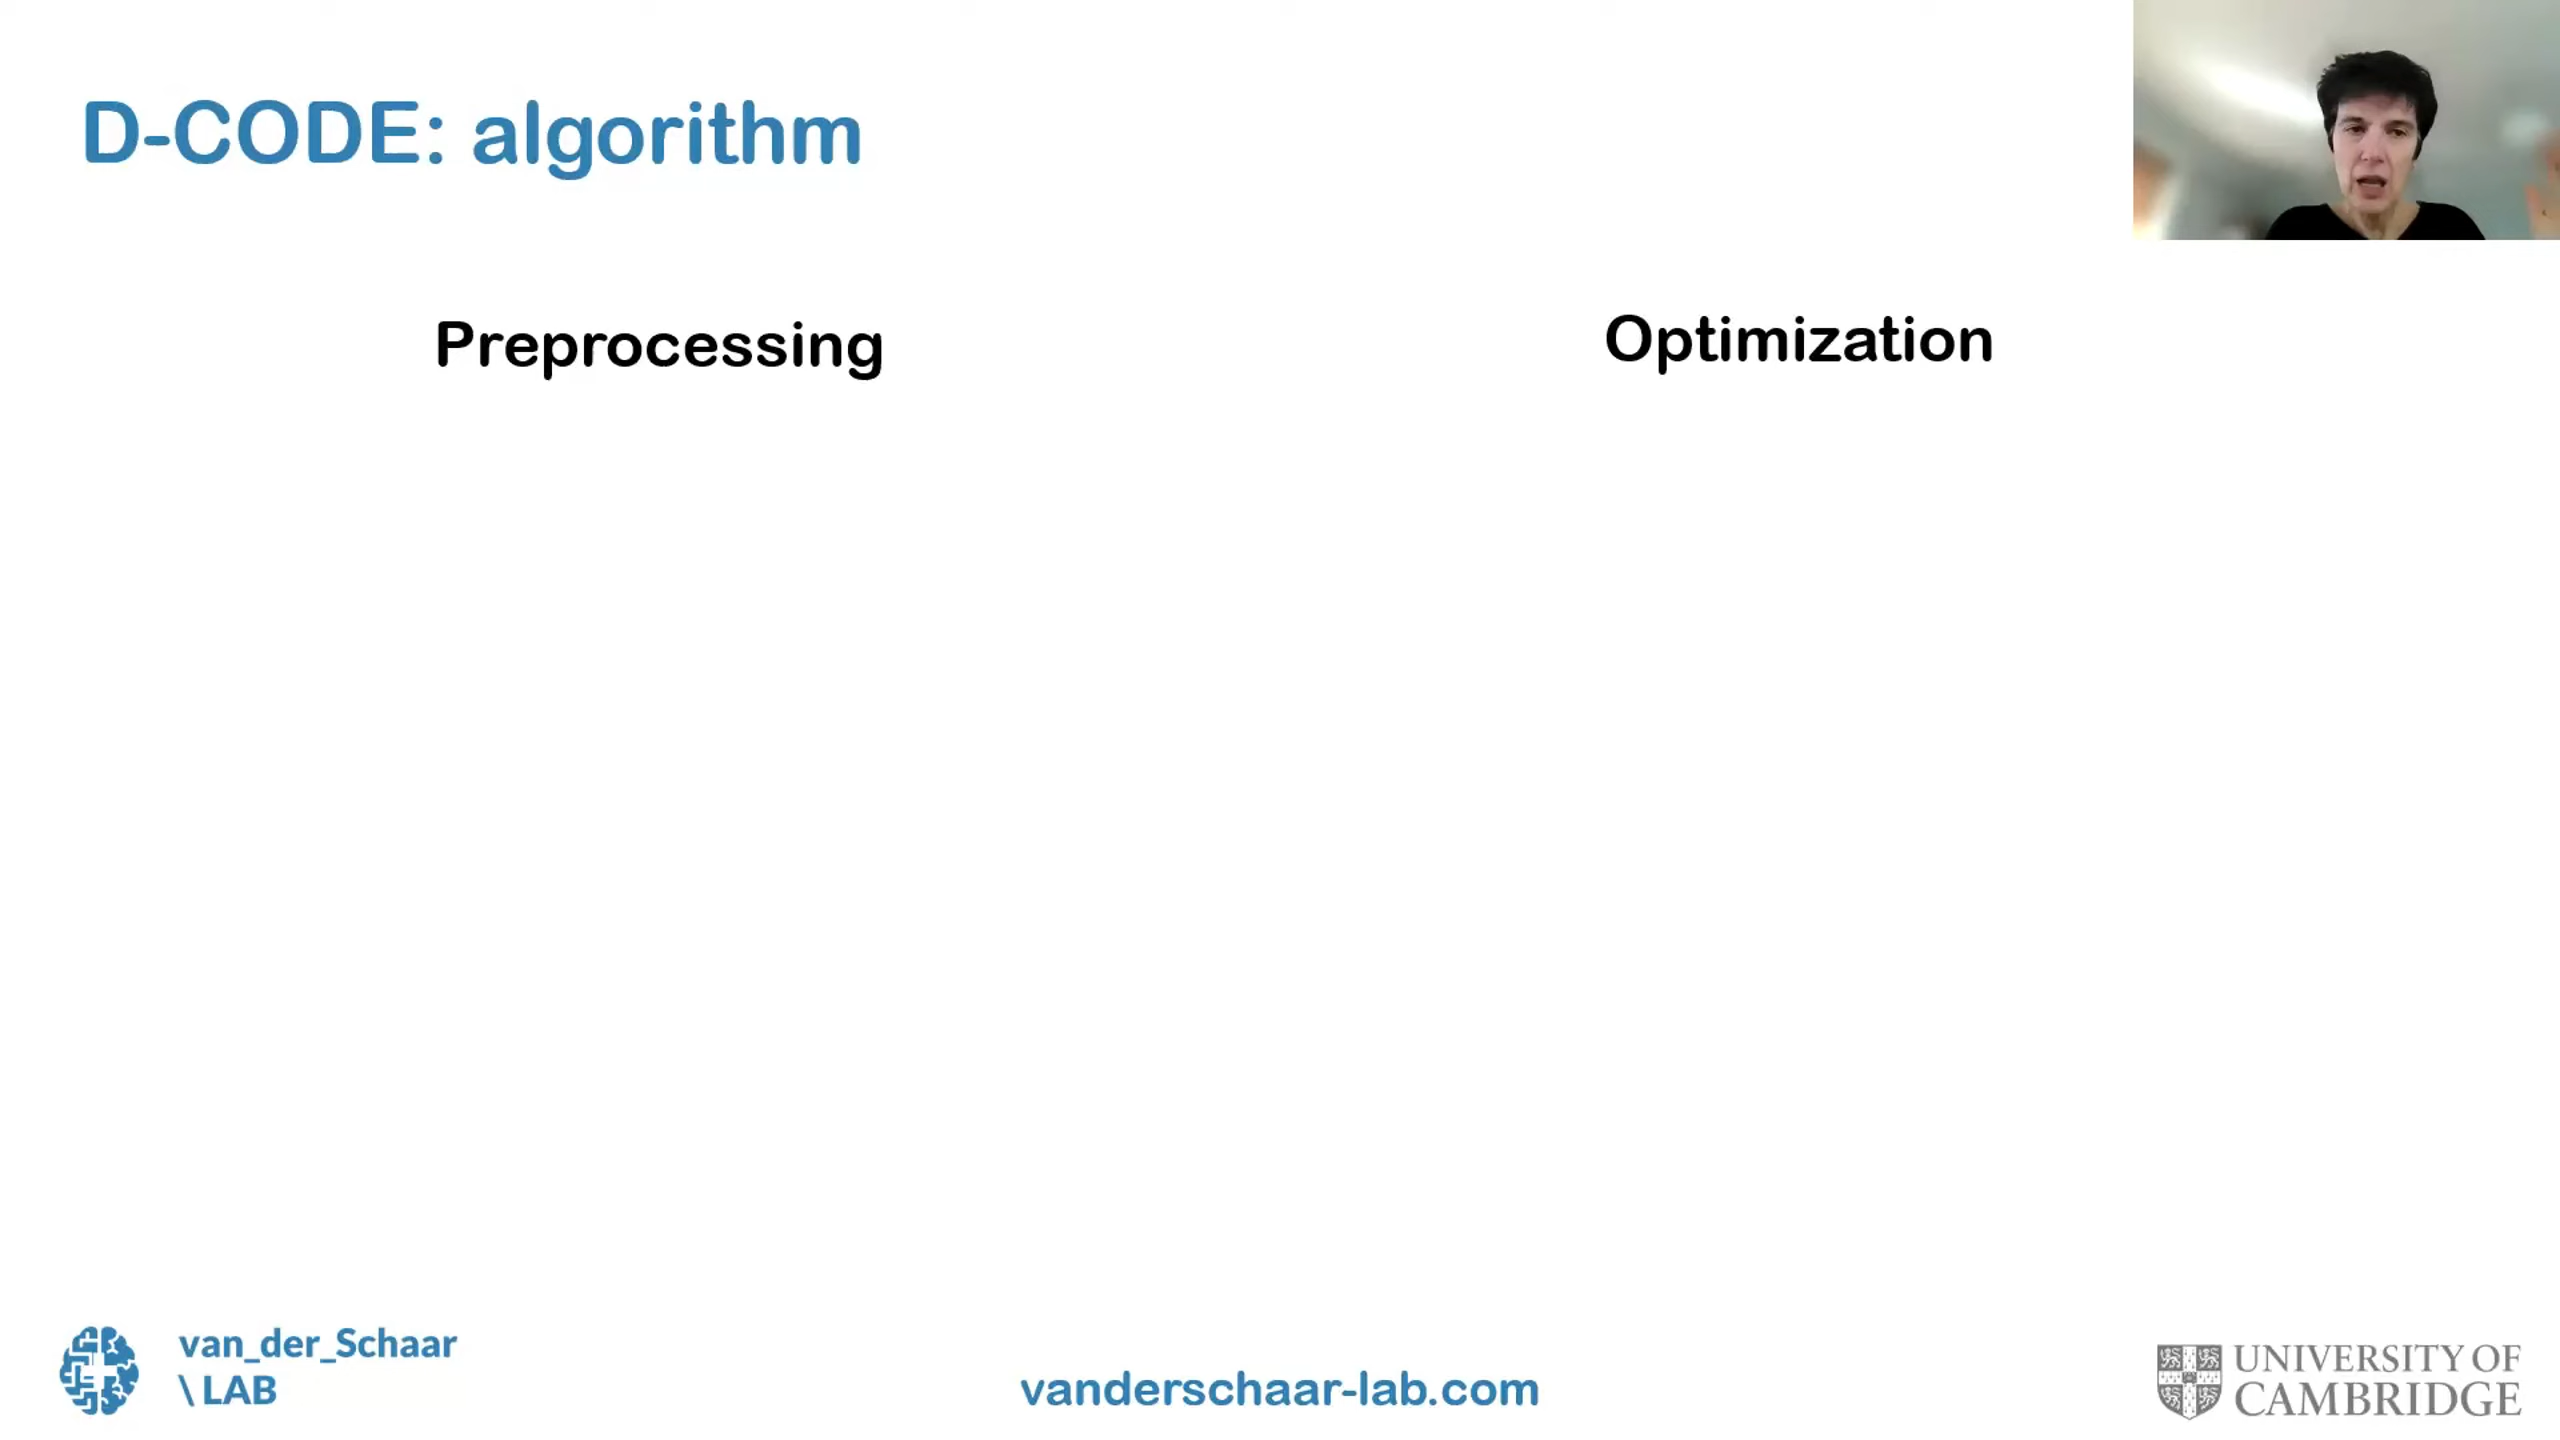 D-CODE: algorithm
Preprocessing
Optimization
van_der_Schaar
\ LAB
vanderschaar-lab.com
UNIVERSITY OF
CAMBRIDGE